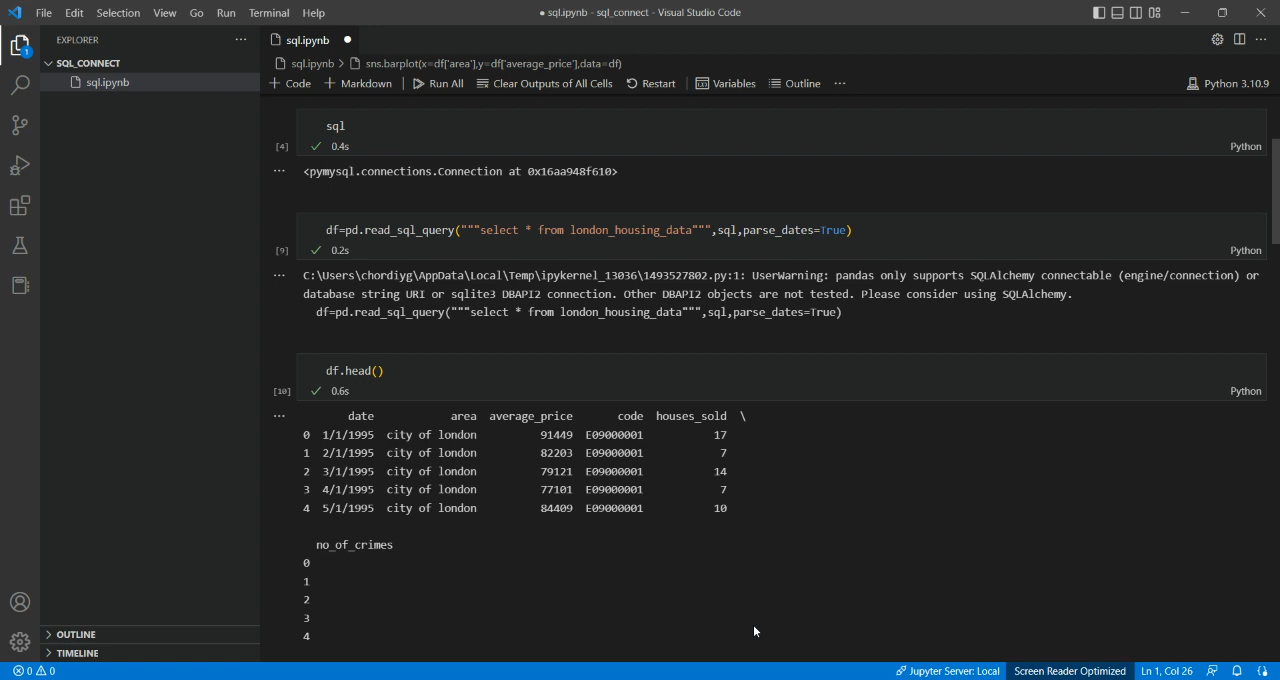 File Edit Selection View Go Run Terminal Help
● sql.ipynb - sql_connect - Visual Studio Code
EXPLORER
SQL_CONNECT
sql.ipynb
1
sql.ipynb
sql.ipynb > sns.barplot(x=df['area'],y=df['average_price'],data=df)
+ Code + Markdown Run All Clear Outputs of All Cells Restart Variables Outline ... Python 3.10.9
sql
[4] ✓ 0.4s Python
... <pymysql.connections.Connection at 0x16aa948f610>
df=pd.read_sql_query("""select * from london_housing_data""",sql,parse_dates=True)
[9] ✓ 0.2s Python
... C:\Users\chordiyg\AppData\Local\Temp\ipykernel_13036\1493527802.py:1: UserWarning: pandas only supports SQLAlchemy connectable (engine/connection) or
database string URI or sqlite3 DBAPI2 connection. Other DBAPI2 objects are not tested. Please consider using SQLAlchemy.
df=pd.read_sql_query("""select * from london_housing_data""",sql,parse_dates=True)
df.head()
[10] ✓ 0.6s Python
... date area average_price code houses_sold \
0 1/1/1995 city of london 91449 E09000001 17
1 2/1/1995 city of london 82203 E09000001 7
2 3/1/1995 city of london 79121 E09000001 14
3 4/1/1995 city of london 77101 E09000001 7
4 5/1/1995 city of london 84409 E09000001 10
no_of_crimes
0
1
2
3
4
OUTLINE
TIMELINE
0 0 Jupyter Server: Local Screen Reader Optimized Ln 1, Col 26